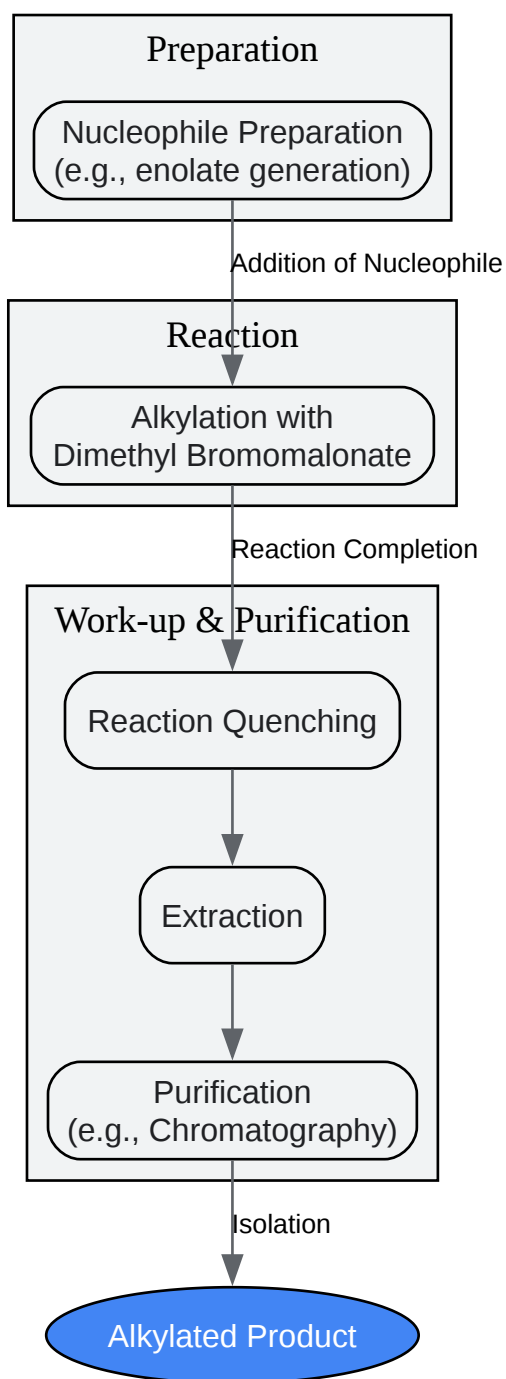 Preparation
Nucleophile Preparation
(e.g., enolate generation)
Addition of Nucleophile
Reaction
Alkylation with
Dimethyl Bromomalonate
Reaction Completion
Work-up & Purification
Reaction Quenching
Extraction
Purification
(e.g., Chromatography)
Isolation
Alkylated Product